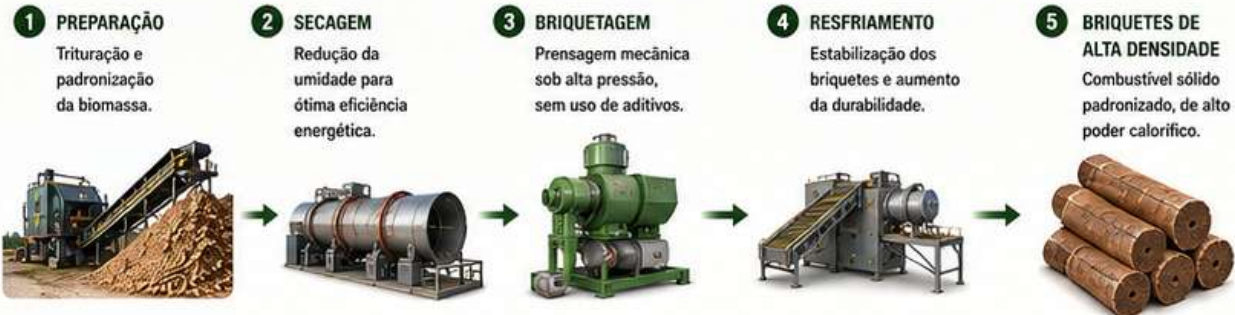 1 PREPARAÇÃO
Trituração e
padronização
da biomassa.
2 SECAGEM
Redução da
umidade para
ótima eficiência
energética.
3 BRIQUETAGEM
Prensagem mecânica
sob alta pressão,
sem uso de aditivos.
4 RESFRIAMENTO
Estabilização dos
briquetes e aumento
da durabilidade.
5 BRIQUETES DE
ALTA DENSIDADE
Combustível sólido
padronizado, de alto
poder calorífico.